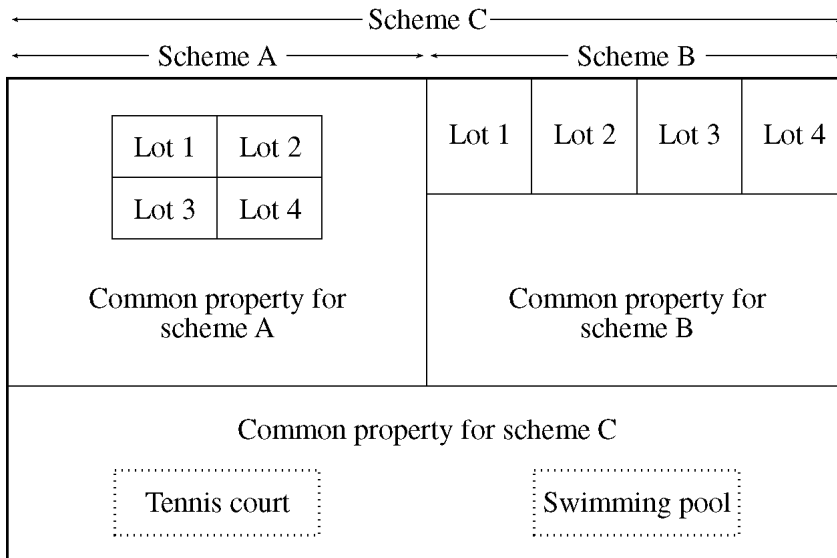 Scheme C
Scheme A
Scheme B
Lot 1
Lot 2
Lot 3
Lot 4
Common property for
scheme A
Lot 1
Lot 2
Lot 3
Lot 4
Common property for
scheme B
Common property for scheme C
Tennis court
Swimming pool